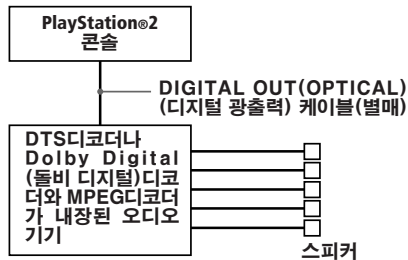 PlayStation®2
콘솔
DIGITAL OUT(OPTICAL)
(디지털 광출력) 케이블(별매)
DTS디코더나
Dolby Digital
(돌비 디지털)디코
더와 MPEG디코더
가 내장된 오디오
기기
스피커